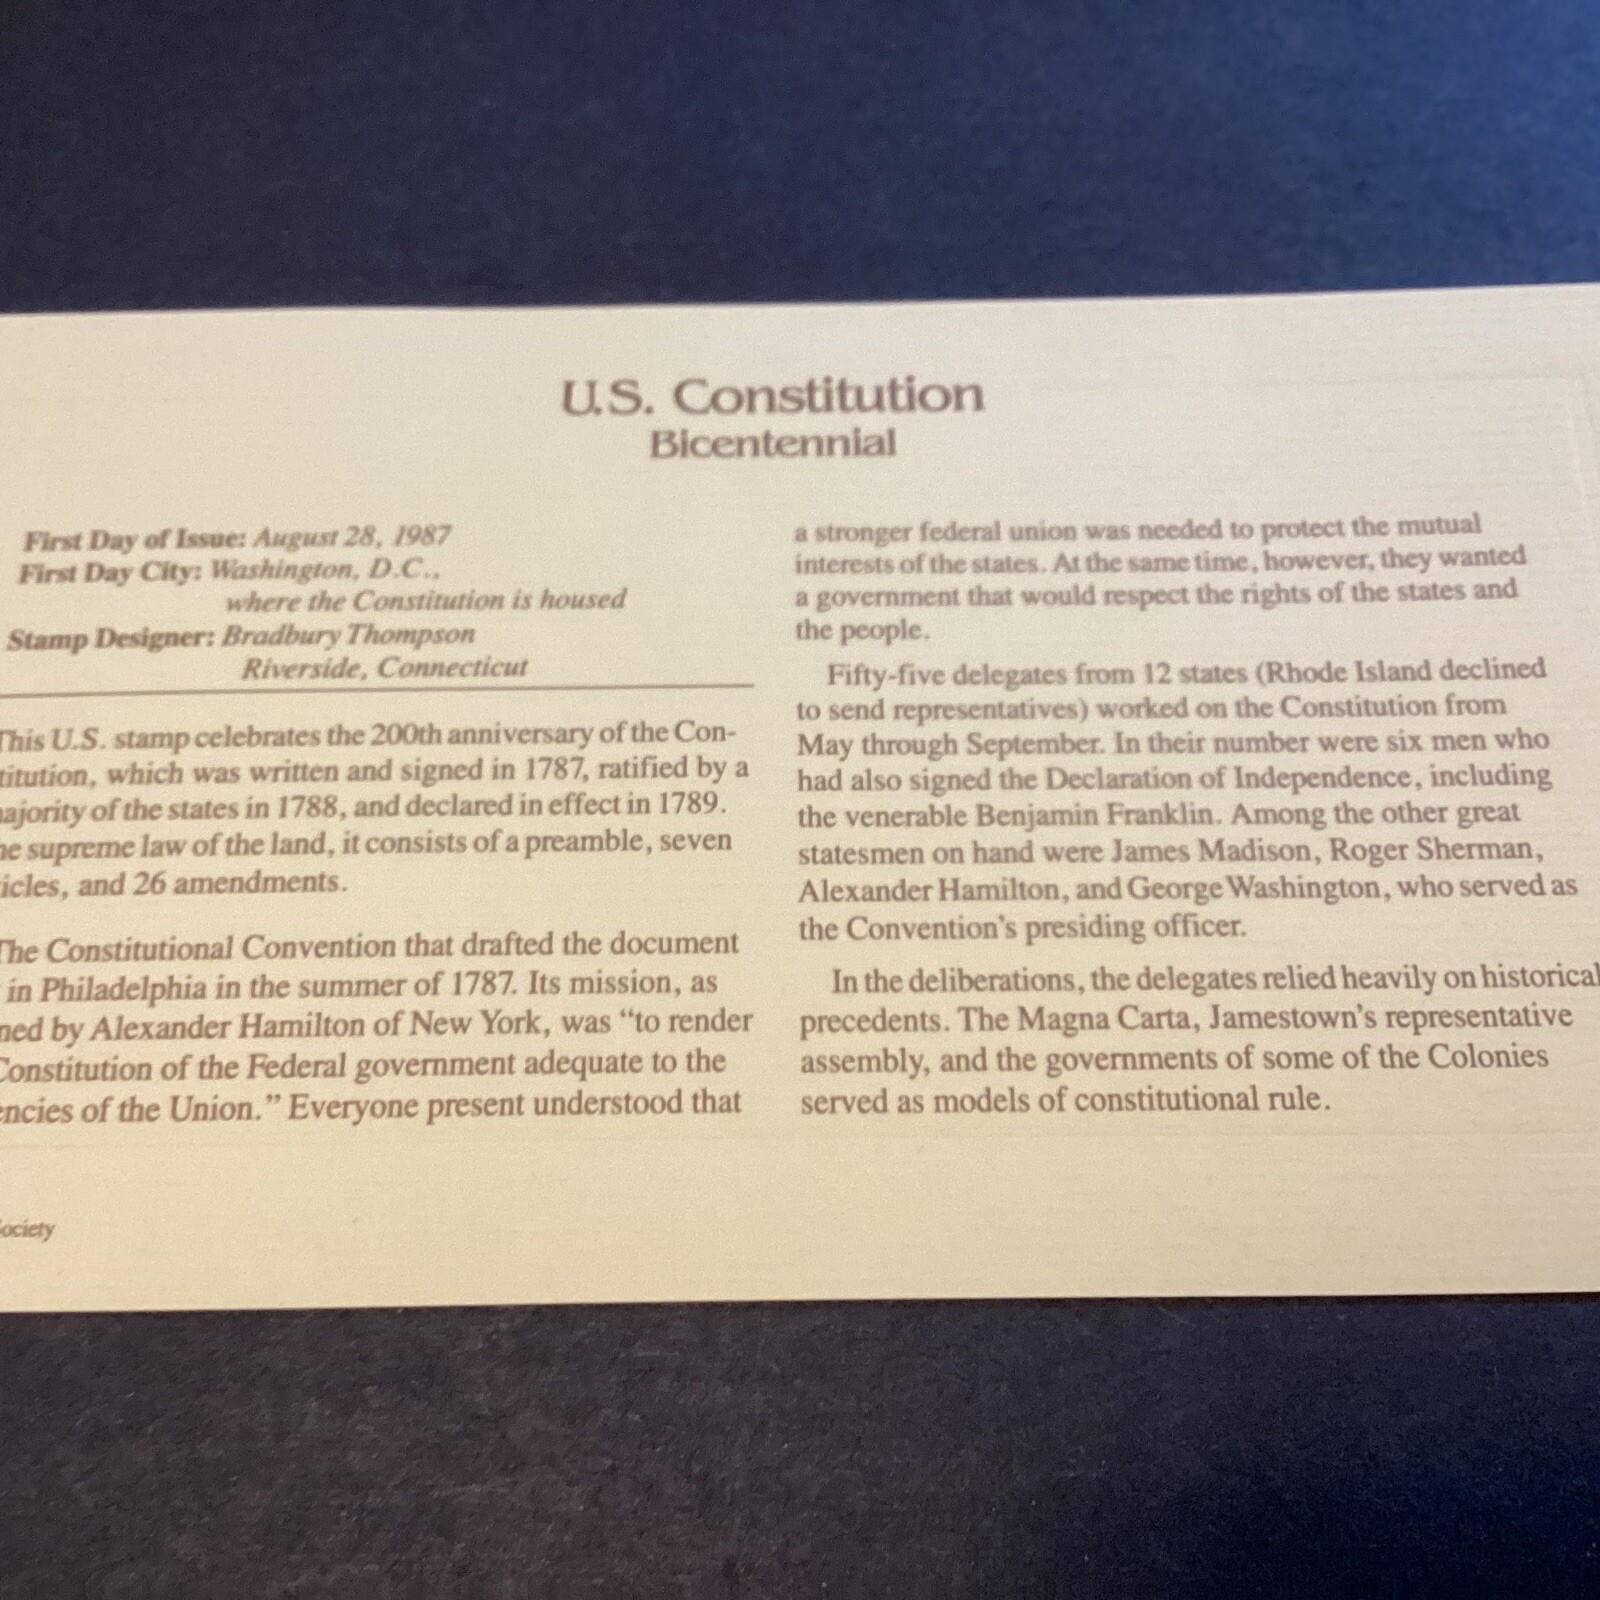 U.S. Constitution
Bicentennial
First Day of Issue: August 28, 1987
First Day City: Washington, D.C.,
where the Constitution is housed
Stamp Designer: Bradbury Thompson
Riverside, Connecticut
This U.S. stamp celebrates the 200th anniversary of the Con-
titution, which was written and signed in 1787, ratified by a
ajority of the states in 1788, and declared in effect in 1789.
he supreme law of the land, it consists of a preamble, seven
icles, and 26 amendments.
The Constitutional Convention that drafted the document
in Philadelphia in the summer of 1787. Its mission, as
ned by Alexander Hamilton of New York, was “to render
Constitution of the Federal government adequate to the
encies of the Union.” Everyone present understood that
ociety
a stronger federal union was needed to protect the mutual
interests of the states. At the same time, however, they wanted
a government that would respect the rights of the states and
the people.
Fifty-five delegates from 12 states (Rhode Island declined
to send representatives) worked on the Constitution from
May through September. In their number were six men who
had also signed the Declaration of Independence, including
the venerable Benjamin Franklin. Among the other great
statesmen on hand were James Madison, Roger Sherman,
Alexander Hamilton, and George Washington, who served as
the Convention's presiding officer.
In the deliberations, the delegates relied heavily on historical
precedents. The Magna Carta, Jamestown's representative
assembly, and the governments of some of the Colonies
served as models of constitutional rule.